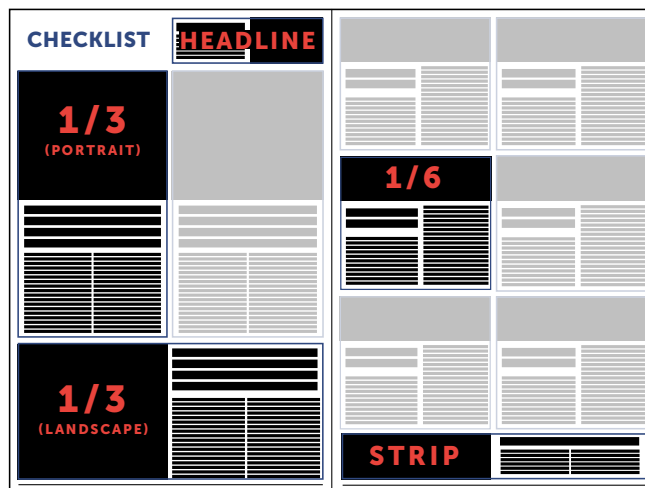 CHECKLIST
HEADLINE
1/3
(PORTRAIT)
1/3
(LANDSCAPE)
1/6
STRIP